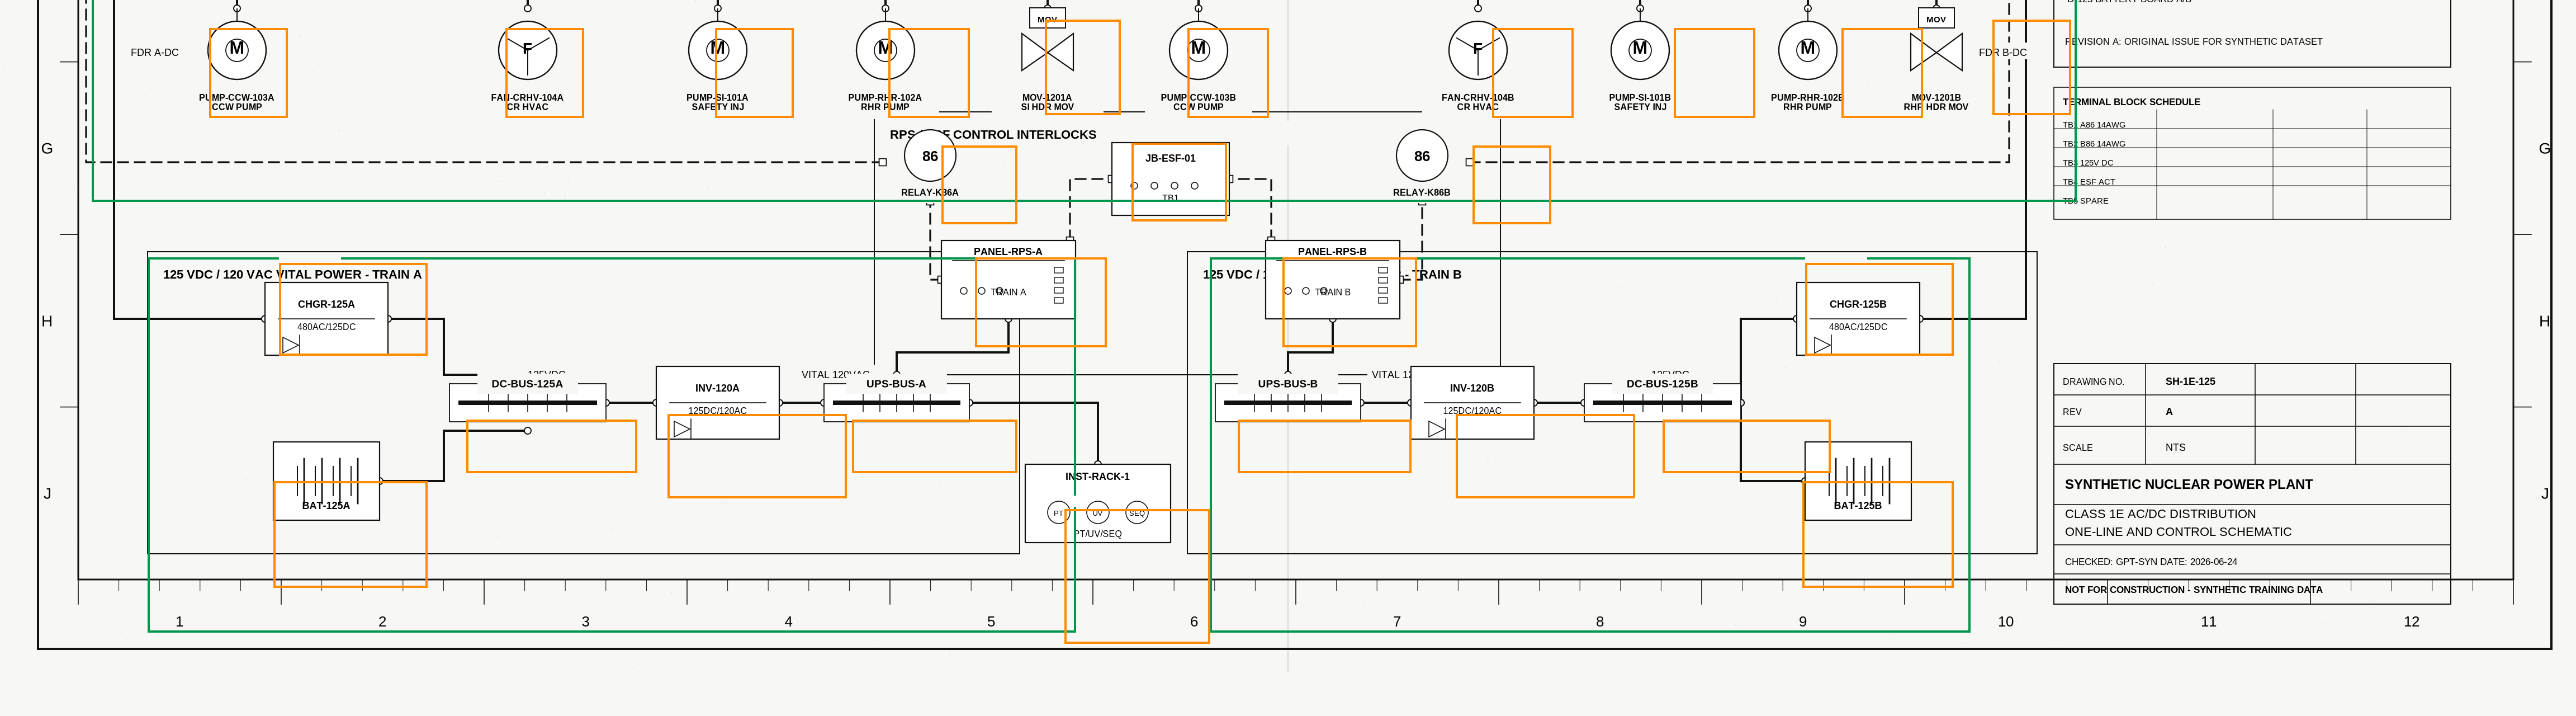 MOV
MOV
M
F
M
M
M
F
M
M
FDR A-DC
FDR B-DC
REVISION A: ORIGINAL ISSUE FOR SYNTHETIC DATASET
PUMP-CCW-103A
CCW PUMP
FAN-CRHV-104A
CR HVAC
PUMP-SI-101A
SAFETY INJ
PUMP-RHR-102A
RHR PUMP
MOV-1201A
SI HDR MOV
PUMP-CCW-103B
CCW PUMP
FAN-CRHV-104B
CR HVAC
PUMP-SI-101B
SAFETY INJ
PUMP-RHR-102B
RHR PUMP
MOV-1201B
RHR HDR MOV
TERMINAL BLOCK SCHEDULE
TB1 A86 14AWG
TB2 B86 14AWG
TB3 125V DC
TB4 ESF ACT
TB5 SPARE
CONTROL INTERLOCKS
G
G
86
RELAY-K86A
JB-ESF-01
TB1
86
RELAY-K86B
125 VDC / 120 VAC VITAL POWER - TRAIN A
PANEL-RPS-A
TRAIN A
125 VDC /
- TRAIN B
PANEL-RPS-B
TRAIN B
CHGR-125A
480AC/125DC
CHGR-125B
480AC/125DC
H
H
125VDC
DC-BUS-125A
INV-120A
125DC/120AC
VITAL 120VAC
UPS-BUS-A
UPS-BUS-B
VITAL
INV-120B
125DC/120AC
125VDC
DC-BUS-125B
DRAWING NO.
SH-1E-125
REV
A
SCALE
NTS
BAT-125A
INST-RACK-1
PT
UV
SEQ
PT/UV/SEQ
BAT-125B
J
J
SYNTHETIC NUCLEAR POWER PLANT
CLASS 1E AC/DC DISTRIBUTION
ONE-LINE AND CONTROL SCHEMATIC
CHECKED: GPT-SYN DATE: 2026-06-24
NOT FOR CONSTRUCTION - SYNTHETIC TRAINING DATA
1
2
3
4
5
6
7
8
9
10
11
12